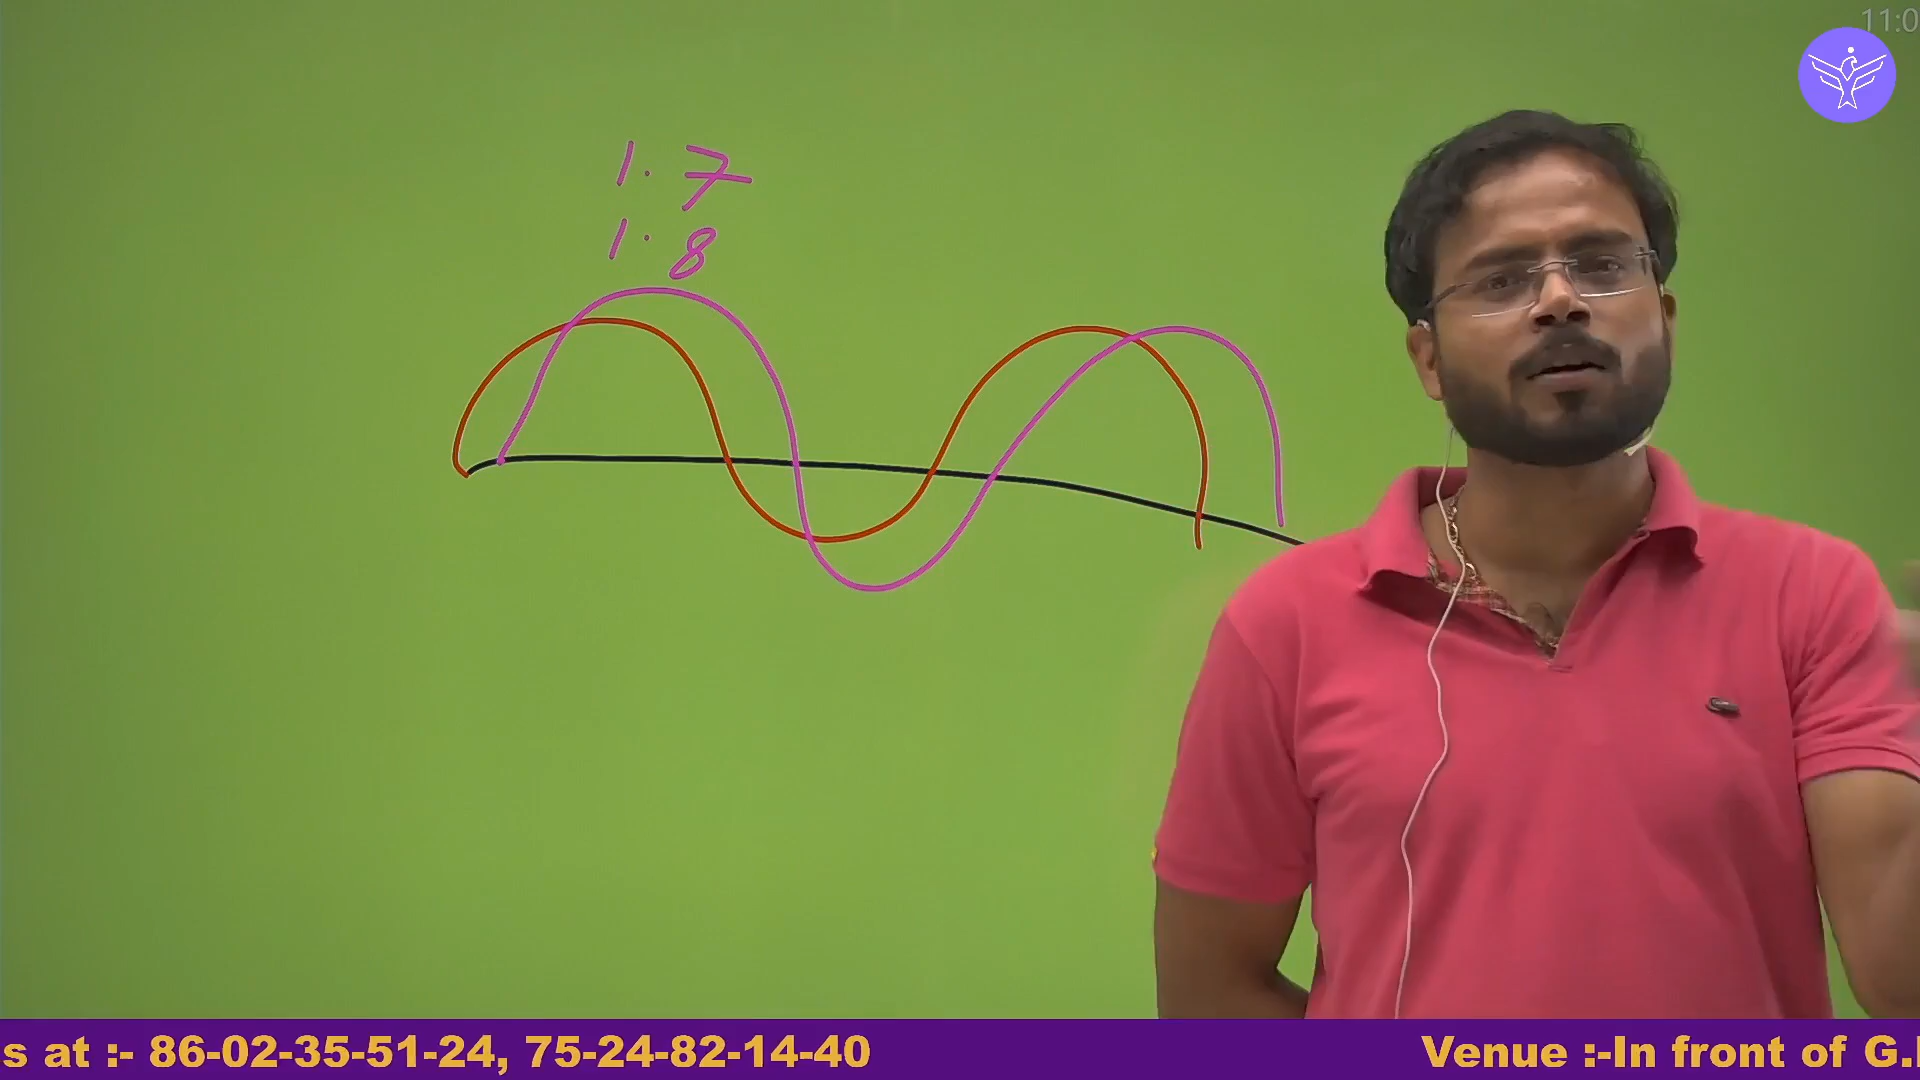 11:0
1.7
1.8
s at :- 86-02-35-51-24, 75-24-82-14-40
Venue :-In front of G.